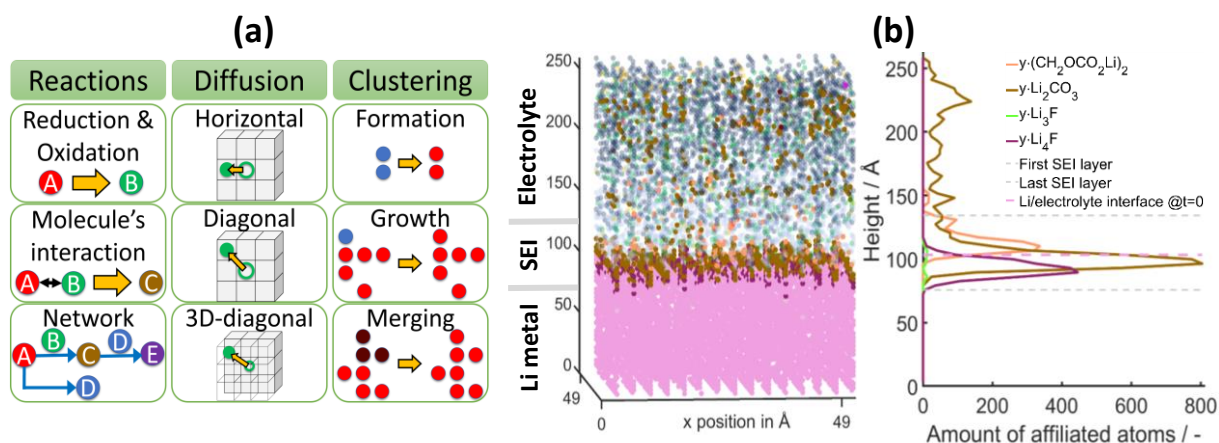 (a)
Reactions
Diffusion
Clustering
Reduction &
Oxidation
A
B
Horizontal
Formation
Molecule's
interaction
A
B
C
Diagonal
Growth
Network
A
B
C
D
E
D
3D-diagonal
Merging
(b)
Electrolyte
SEI
Li metal
250
200
150
100
50
0
49
0
49
x position in Å
Height / Å
250
200
150
100
50
0
0
200
400
600
800
Amount of affiliated atoms / -
y·(CH₂OCO₂Li)₂
y·Li₂CO₃
y·Li₃F
y·Li₄F
First SEI layer
Last SEI layer
Li/electrolyte interface @t=0